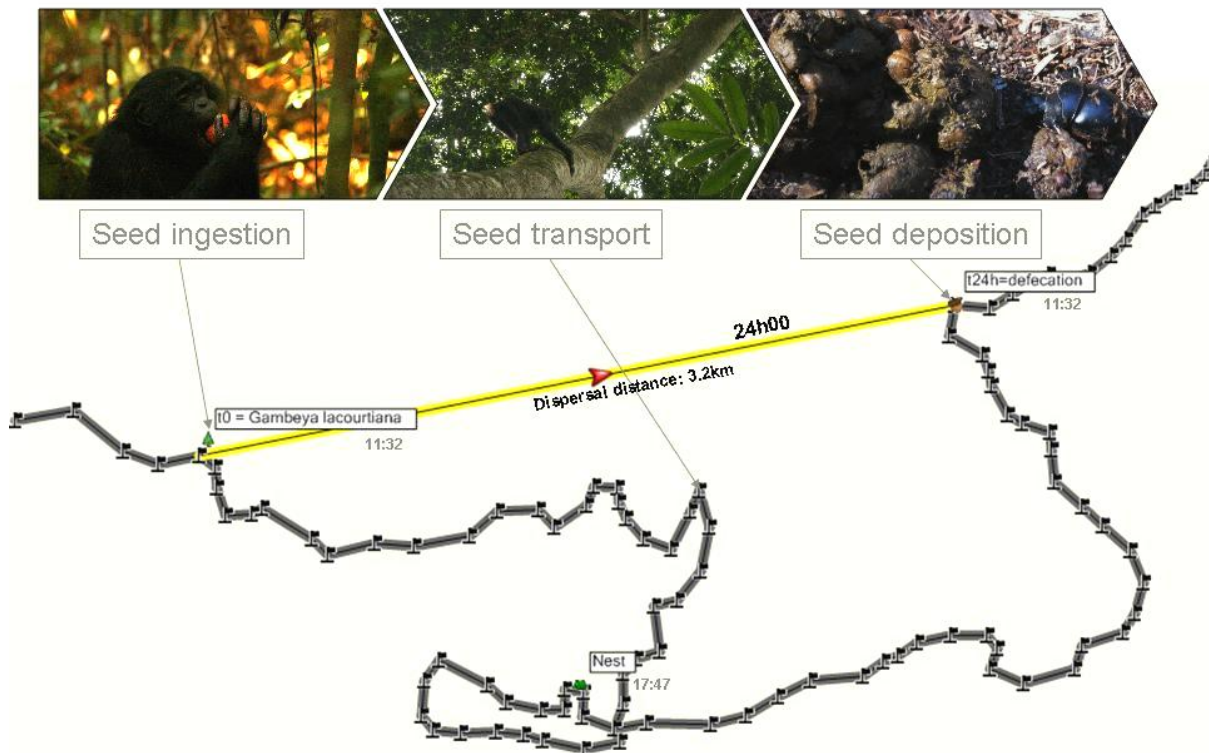 Seed ingestion
Seed transport
Seed deposition
t24h=defecation
11:32
24h00
Dispersal distance: 3.2km
t0 = Gambeya lacourtiana
11:32
Nest
17:47